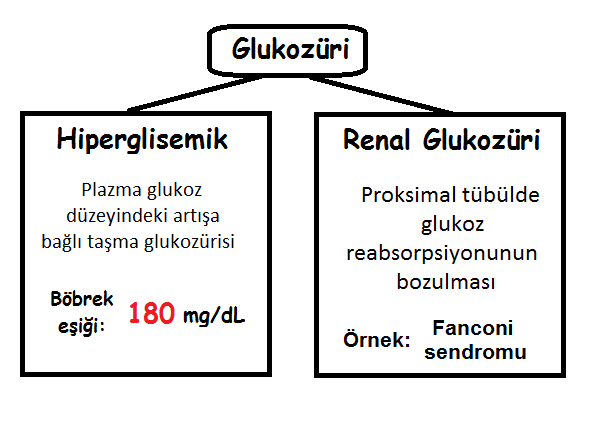 Glukozüri
Hiperglisemik
Plazma glukoz
düzeyindeki artışa
bağlı taşma glukozürisi
Böbrek
eşiği: 180 mg/dL
Renal Glukozüri
Proksimal tübülde
glukoz
reabsorpsiyonunun
bozulması
Örnek: Fanconi
sendromu